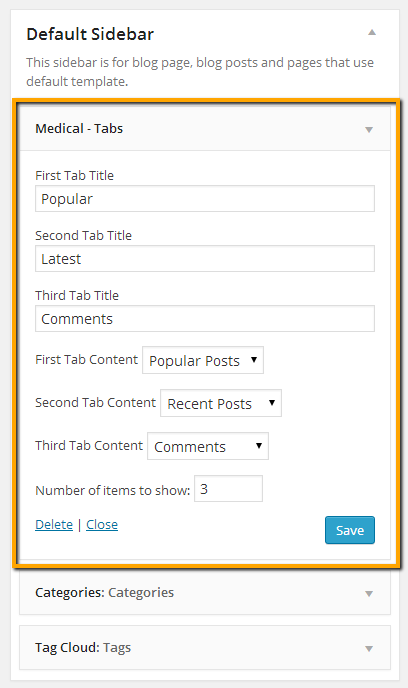 Default Sidebar
This sidebar is for blog page, blog posts and pages that use
default template.
Medical - Tabs
First Tab Title
Popular
Second Tab Title
Latest
Third Tab Title
Comments
First Tab Content Popular Posts
Second Tab Content Recent Posts
Third Tab Content Comments
Number of items to show: 3
Delete | Close Save
Categories: Categories
Tag Cloud: Tags